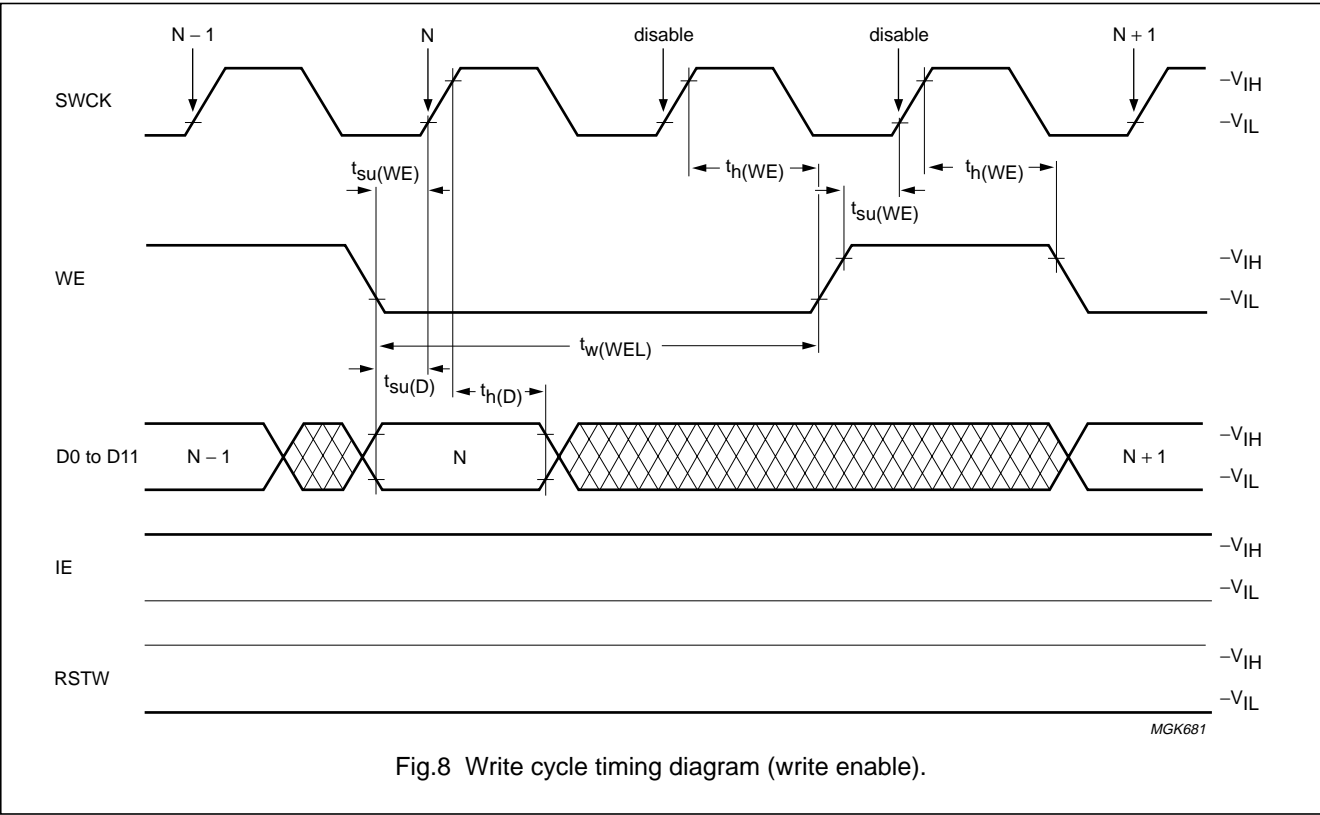 N – 1 N disable disable N + 1
SWCK
–VIH
–VIL
tsu(WE) th(WE) th(WE)
tsu(WE)
WE
–VIH
–VIL
tw(WEL)
tsu(D) th(D)
D0 to D11 N – 1 N N + 1
–VIH
–VIL
IE
–VIH
–VIL
RSTW
–VIH
–VIL
MGK681
Fig.8 Write cycle timing diagram (write enable).